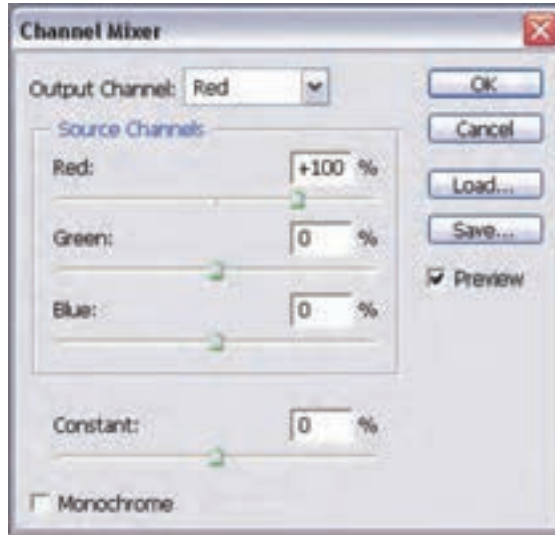 Channel Mixer
Output Channel: Red
OK
Source Channels
Cancel
Red: +100 %
Load...
Green: 0 %
Save...
Preview
Blue: 0 %
Constant: 0 %
Monochrome